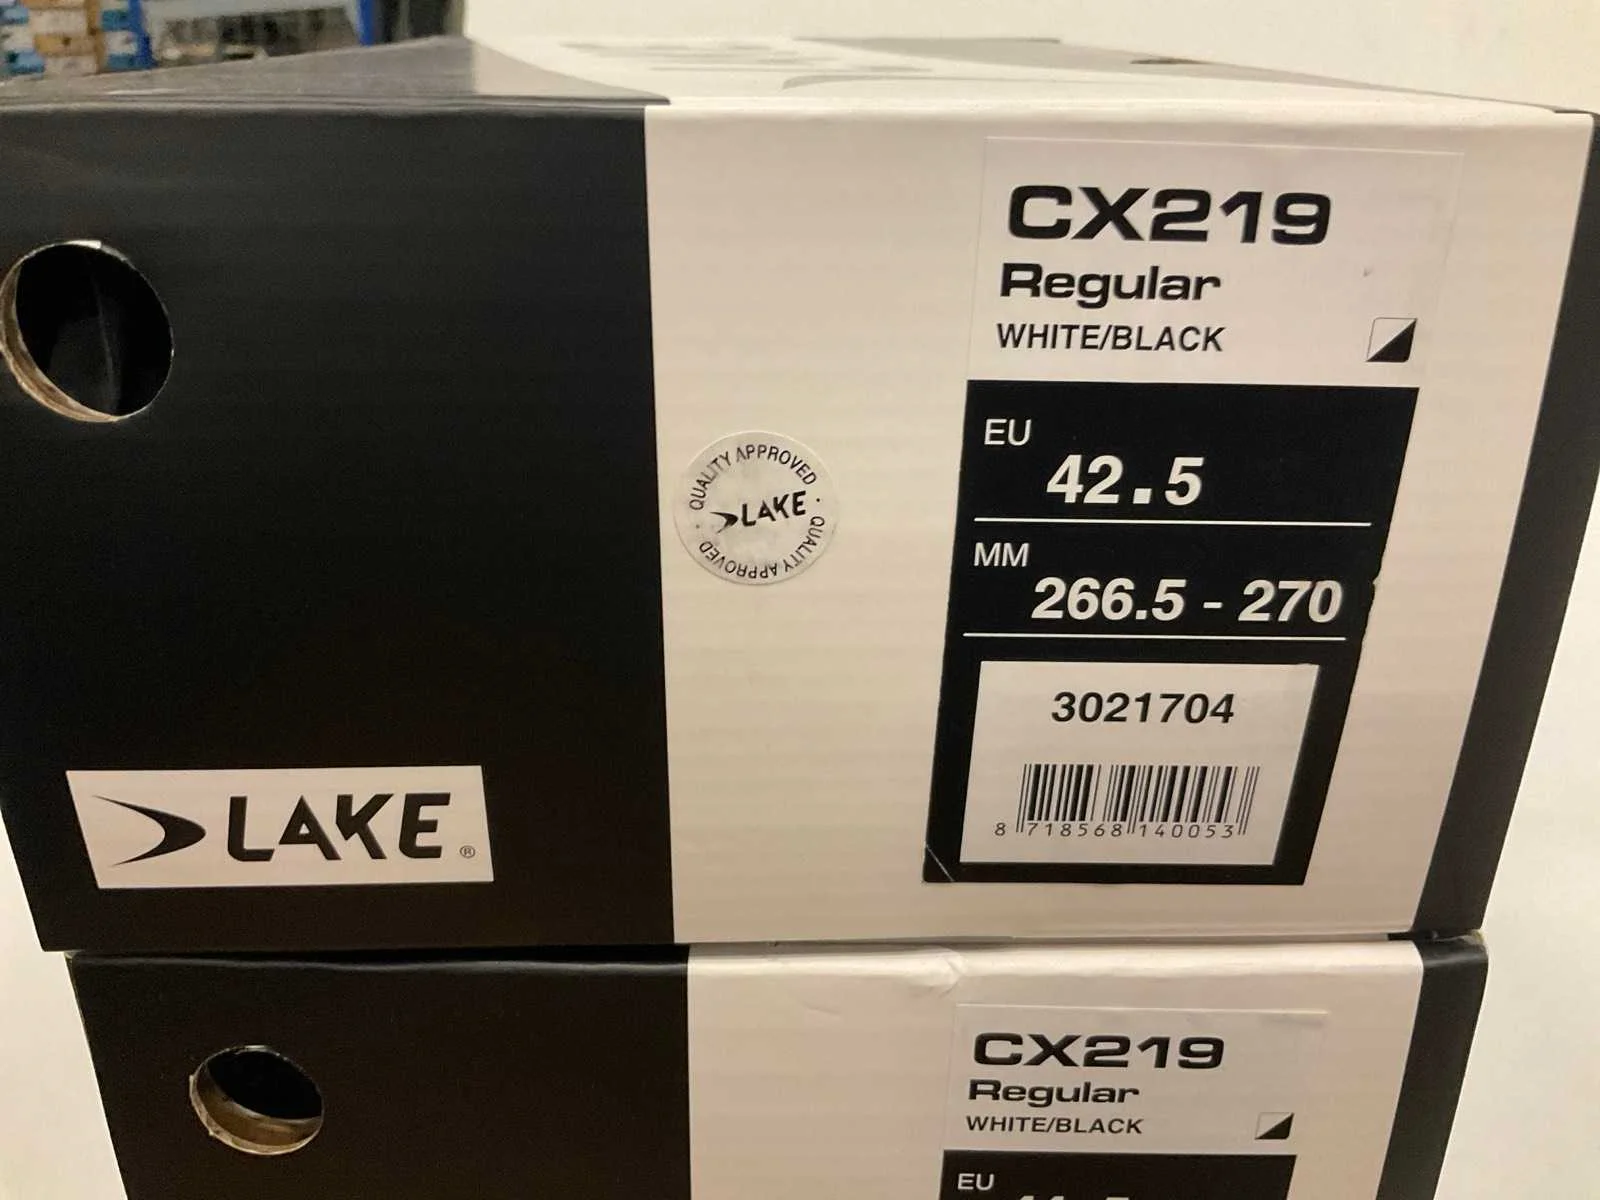 CX219
Regular
WHITE/BLACK
EU
42.5
MM
266.5 - 270
3021704
8 718568 140053
QUALITY APPROVED · QUALITY APPROVED ·
LAKE
LAKE®
CX219
Regular
WHITE/BLACK
EU